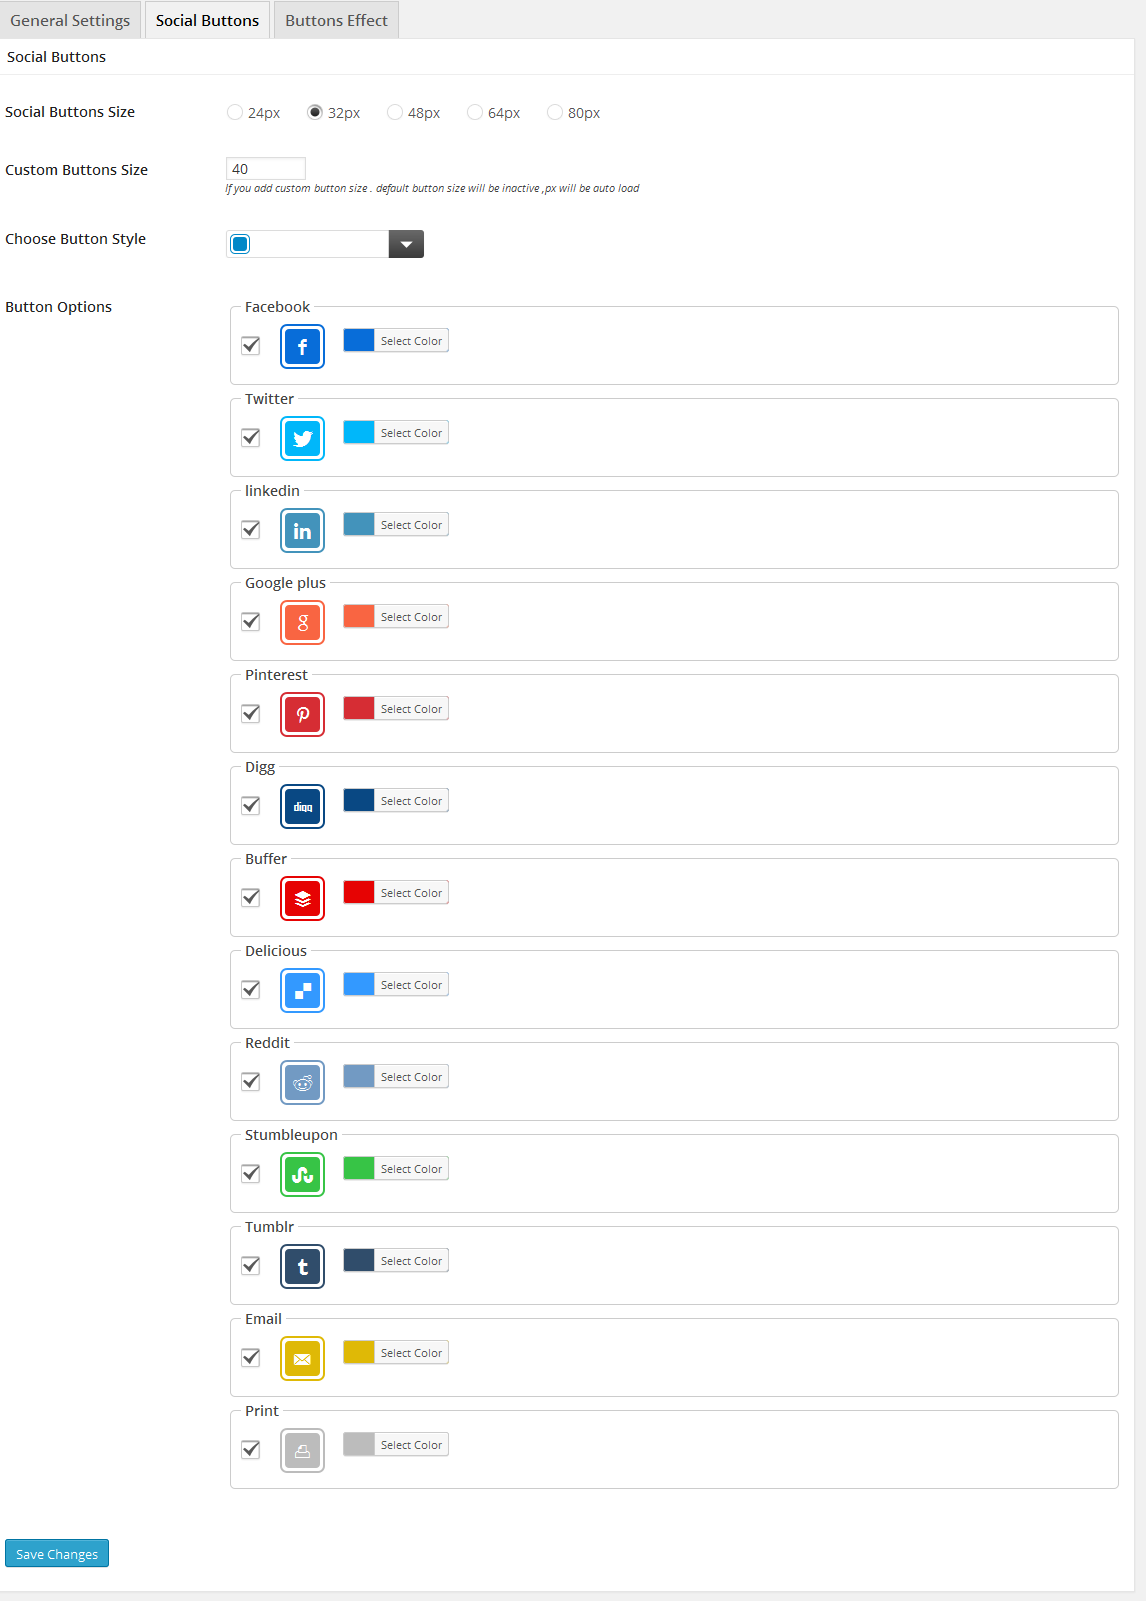 General Settings Social Buttons Buttons Effect
Social Buttons
Social Buttons Size 24px 32px 48px 64px 80px
Custom Buttons Size 40
If you add custom button size . default button size will be inactive ,px will be auto load
Choose Button Style
Button Options
Facebook
f Select Color
Twitter
Select Color
linkedin
in Select Color
Google plus
g Select Color
Pinterest
Select Color
Digg
digg Select Color
Buffer
Select Color
Delicious
Select Color
Reddit
Select Color
Stumbleupon
Select Color
Tumblr
t Select Color
Email
Select Color
Print
Select Color
Save Changes